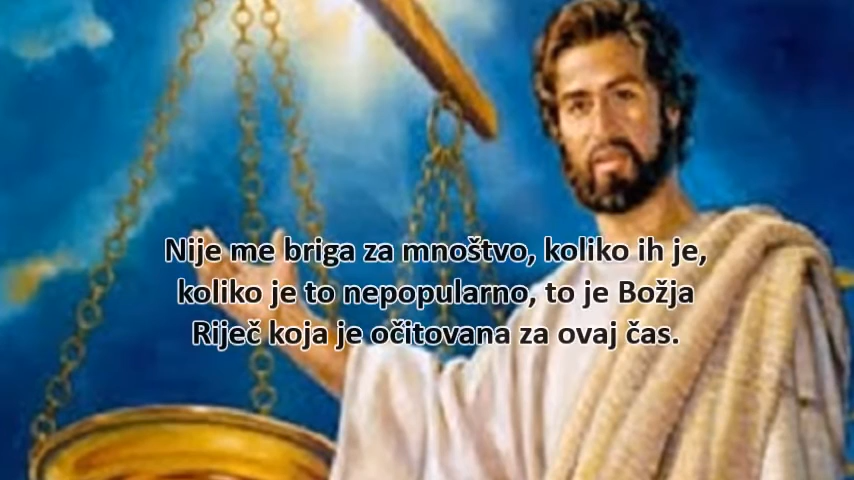 Nije me briga za mnoštvo, koliko ih je,
koliko je to nepopularno, to je Božja
Riječ koja je očitovana za ovaj čas.